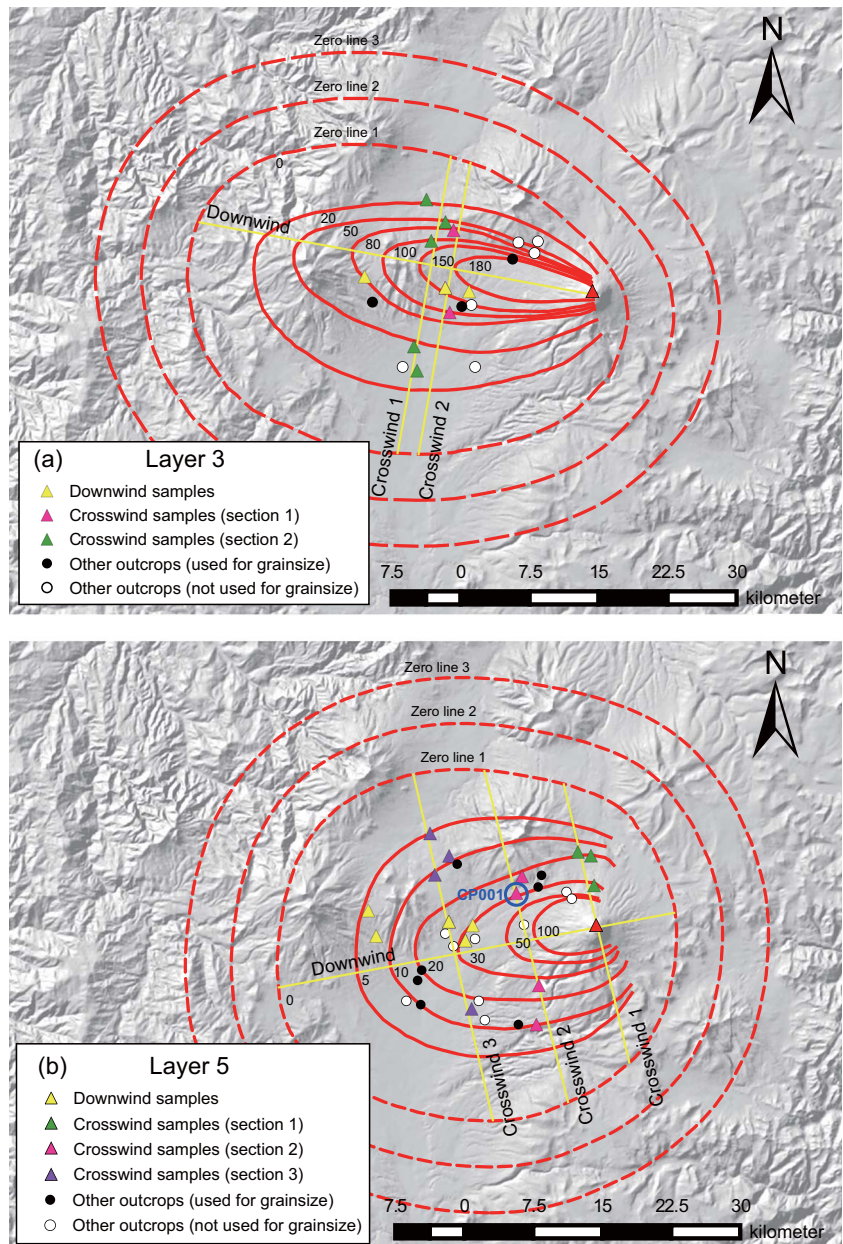 Zero line 3
Zero line 2
Zero line 1
N
0
Downwind
20
50
80
100
150
180
Crosswind 1
Crosswind 2
(a) Layer 3
Downwind samples
Crosswind samples (section 1)
Crosswind samples (section 2)
Other outcrops (used for grainsize)
Other outcrops (not used for grainsize)
7.5 0 7.5 15 22.5 30
kilometer
Zero line 3
Zero line 2
Zero line 1
N
CP001
100
50
30
20
10
5
0
Downwind
Crosswind 3
Crosswind 2
Crosswind 1
(b) Layer 5
Downwind samples
Crosswind samples (section 1)
Crosswind samples (section 2)
Crosswind samples (section 3)
Other outcrops (used for grainsize)
Other outcrops (not used for grainsize)
7.5 0 7.5 15 22.5 30
kilometer